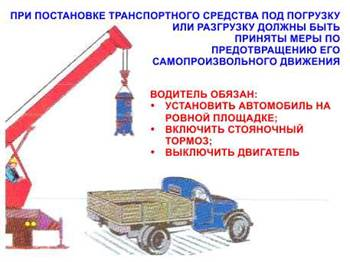 ПРИ ПОСТАНОВКЕ ТРАНСПОРТНОГО СРЕДСТВА ПОД ПОГРУЗКУ
ИЛИ РАЗГРУЗКУ ДОЛЖНЫ БЫТЬ
ПРИНЯТЫ МЕРЫ ПО
ПРЕДОТВРАЩЕНИЮ ЕГО
САМОПРОИЗВОЛЬНОГО ДВИЖЕНИЯ
ВОДИТЕЛЬ ОБЯЗАН:
• УСТАНОВИТЬ АВТОМОБИЛЬ НА
РОВНОЙ ПЛОЩАДКЕ;
• ВКЛЮЧИТЬ СТОЯНОЧНЫЙ
ТОРМОЗ;
• ВЫКЛЮЧИТЬ ДВИГАТЕЛЬ